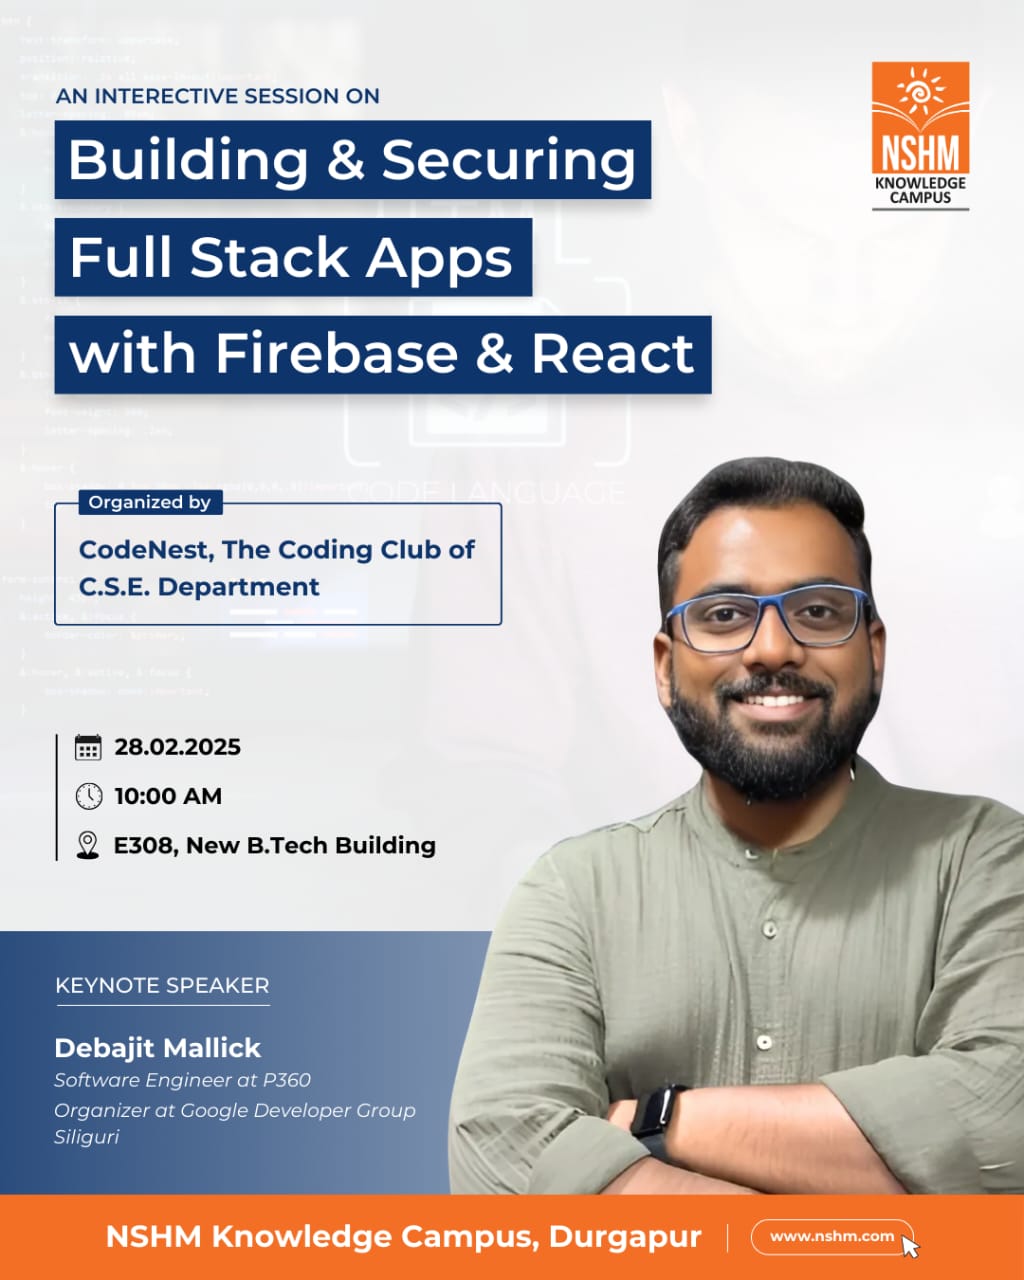 AN INTERECTIVE SESSION ON
Building & Securing
Full Stack Apps
with Firebase & React
NSHM
KNOWLEDGE
CAMPUS
CODE LANGUAGE
Organized by
CodeNest, The Coding Club of
C.S.E. Department
28.02.2025
10:00 AM
E308, New B.Tech Building
KEYNOTE SPEAKER
Debajit Mallick
Software Engineer at P360
Organizer at Google Developer Group
Siliguri
NSHM Knowledge Campus, Durgapur
www.nshm.com